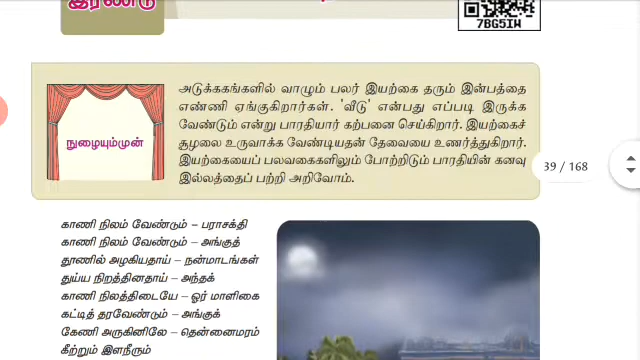 இரண்டு
7BG5IW
நுழையும்முன்
அடுக்ககங்களில் வாழும் பலர் இயற்கை தரும் இன்பத்தை
எண்ணி ஏங்குகிறார்கள். 'வீடு' என்பது எப்படி இருக்க
வேண்டும் என்று பாரதியார் கற்பனை செய்கிறார். இயற்கைச்
சூழலை உருவாக்க வேண்டியதன் தேவையை உணர்த்துகிறார்.
இயற்கையைப் பலவகைகளிலும் போற்றிடும் பாரதியின் கனவு
இல்லத்தைப் பற்றி அறிவோம்.
39 / 168
காணி நிலம் வேண்டும் – பராசக்தி
காணி நிலம் வேண்டும் – அங்குத்
தூணில் அழகியதாய் – நன்மாடங்கள்
துய்ய நிறத்தினதாய் – அந்தக்
காணி நிலத்திடையே – ஓர் மாளிகை
கட்டித் தரவேண்டும் – அங்குக்
கேணி அருகினிலே – தென்னைமரம்
கீற்றும் இளநீரும்